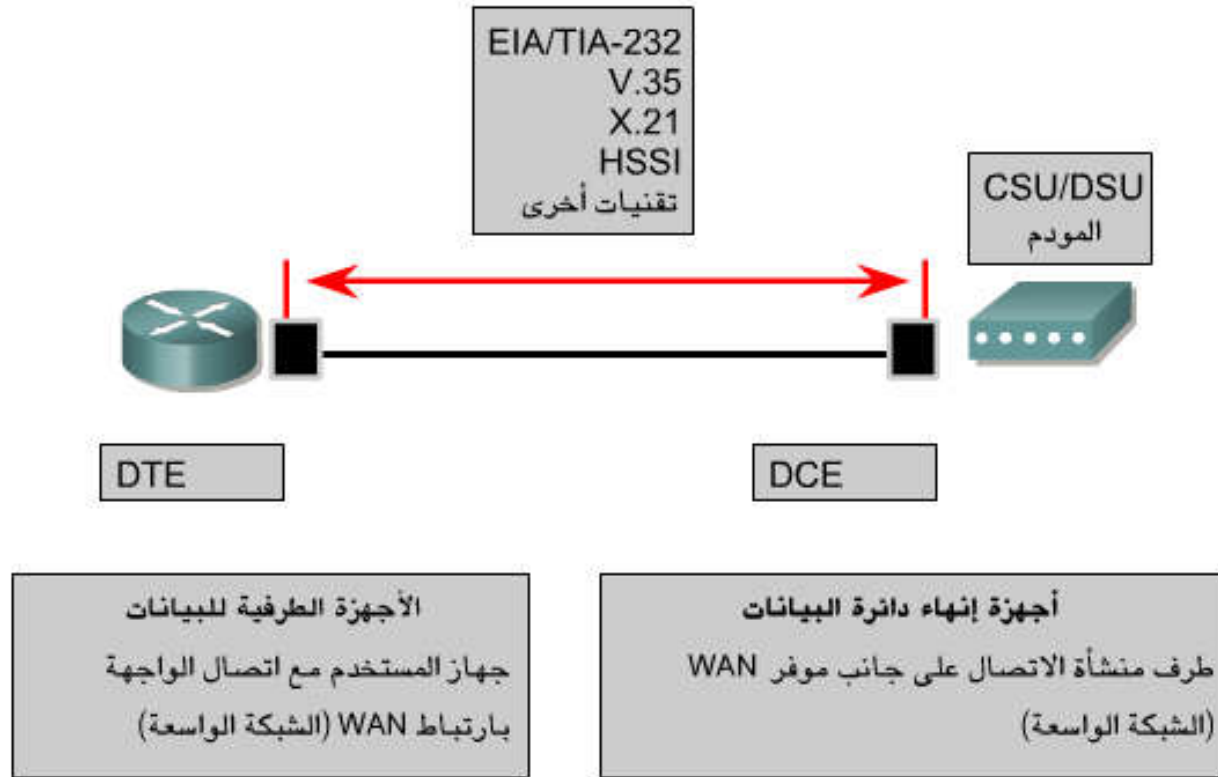 EIA/TIA-232
V.35
X.21
HSSI
تقنيات أخرى
CSU/DSU
المودم
DTE
DCE
الأجهزة الطرفية للبيانات
جهاز المستخدم مع اتصال الواجهة
بارتباط WAN (الشبكة الواسعة)
أجهزة إنهاء دائرة البيانات
طرف منشأة الاتصال على جانب موفر WAN
(الشبكة الواسعة)